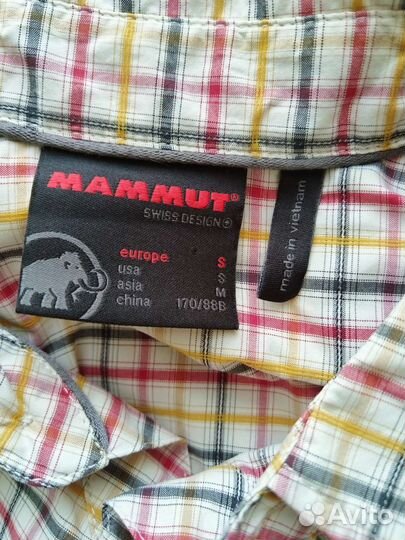 MAMMUT®
SWISS DESIGN
europe S
usa S
asia M
china 170/88B
made in vietnam
Avito